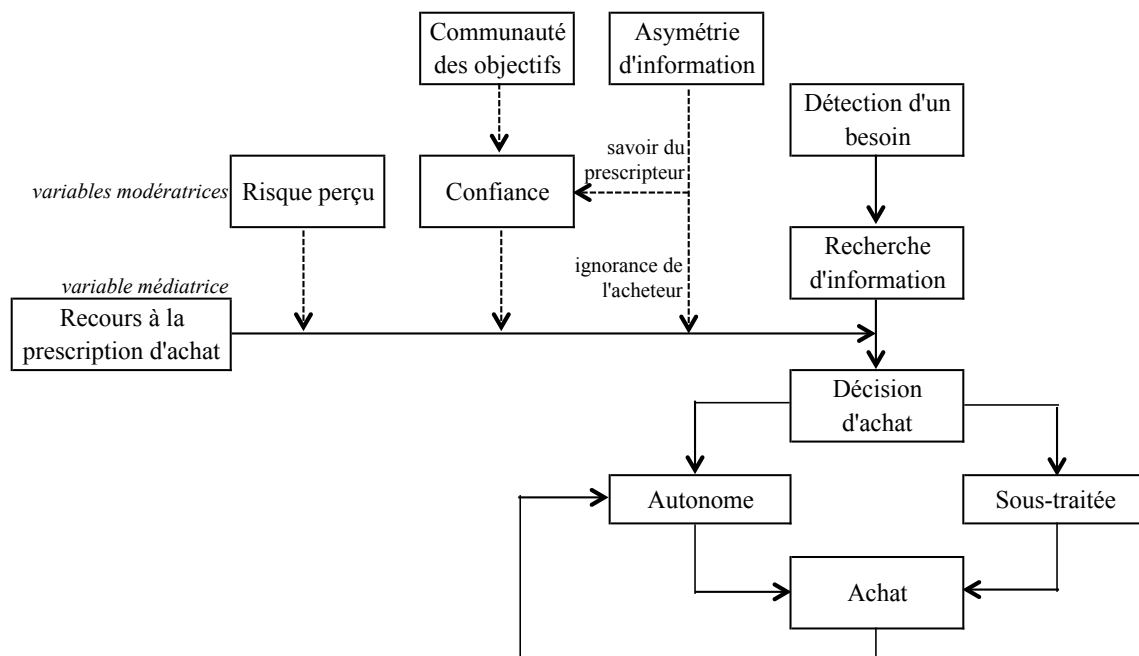 Communauté
des objectifs
Asymétrie
d'information
Détection d'un
besoin
savoir du
prescripteur
variables modératrices
Risque perçu
Confiance
Recherche
d'information
ignorance de
l'acheteur
variable médiatrice
Recours à la
prescription d'achat
Décision
d'achat
Autonome
Sous-traitée
Achat